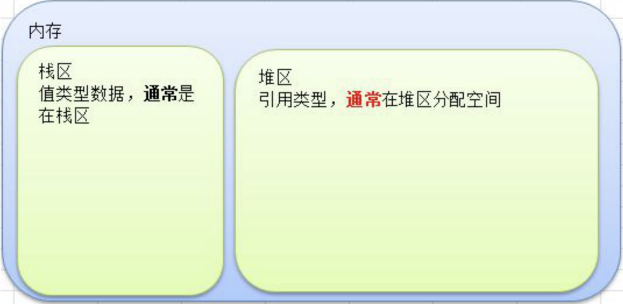 内存
栈区
值类型数据，通常是
在栈区
堆区
引用类型，通常在堆区分配空间